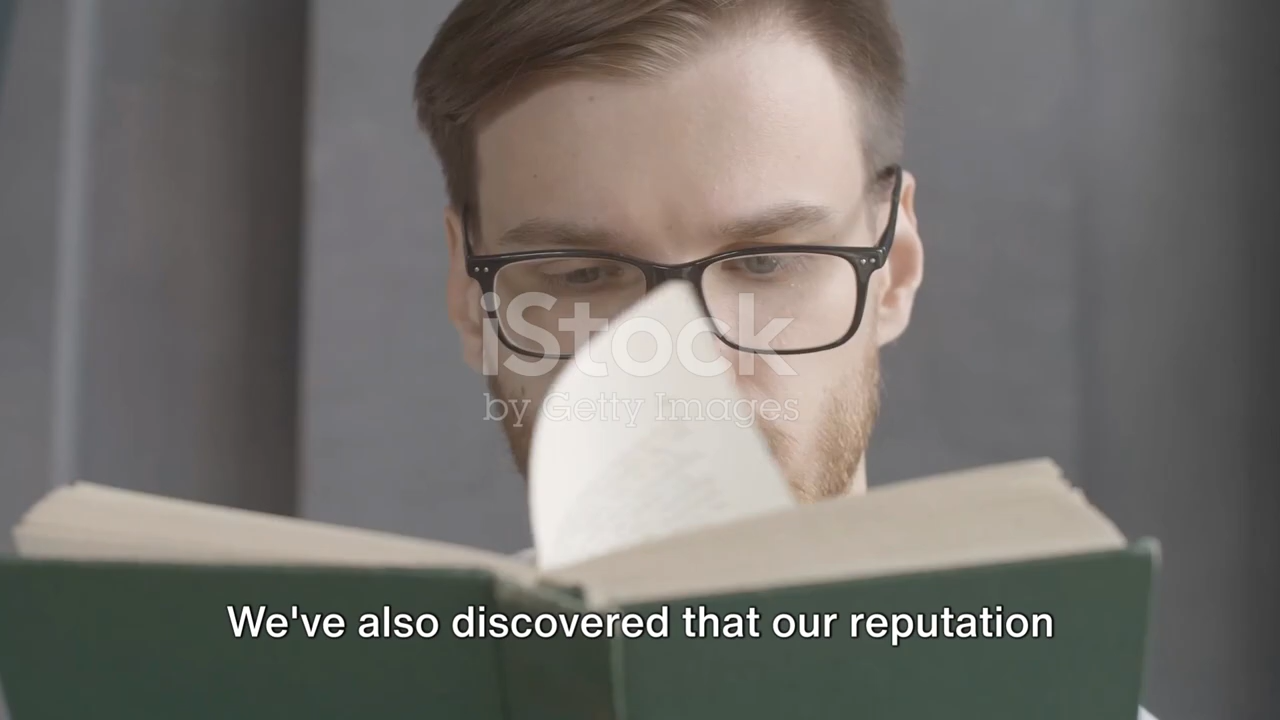 iStock
by Getty Images
We've also discovered that our reputation